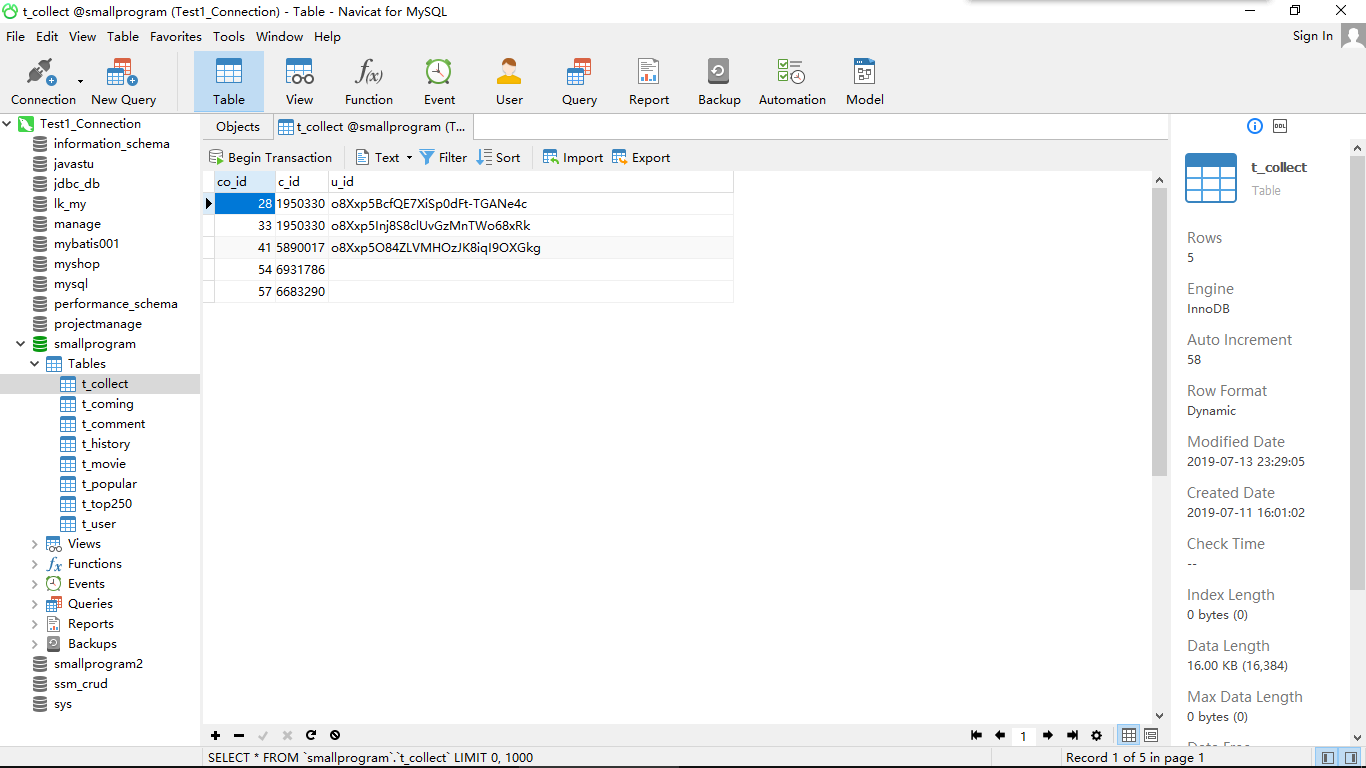 t_collect @smallprogram (Test1_Connection) - Table - Navicat for MySQL
File Edit View Table Favorites Tools Window Help
Sign In
Connection New Query Table View Function Event User Query Report Backup Automation Model
Test1_Connection
information_schema
javastu
jdbc_db
lk_my
manage
mybatis001
myshop
mysql
performance_schema
projectmanage
smallprogram
Tables
t_collect
t_coming
t_comment
t_history
t_movie
t_popular
t_top250
t_user
Views
Functions
Events
Queries
Reports
Backups
smallprogram2
ssm_crud
sys
Objects t_collect @smallprogram (T...
Begin Transaction Text Filter Sort Import Export
co_id c_id u_id
28 1950330 o8Xxp5BcfQE7XiSp0dFt-TGANe4c
33 1950330 o8Xxp5Inj8S8clUvGzMnTWo68xRk
41 5890017 o8Xxp5O84ZLVMHOzJK8iqI9OXGkg
54 6931786
57 6683290
1
SELECT * FROM `smallprogram`.`t_collect` LIMIT 0, 1000
Record 1 of 5 in page 1
DDL
t_collect
Table
Rows
5
Engine
InnoDB
Auto Increment
58
Row Format
Dynamic
Modified Date
2019-07-13 23:29:05
Created Date
2019-07-11 16:01:02
Check Time
--
Index Length
0 bytes (0)
Data Length
16.00 KB (16,384)
Max Data Length
0 bytes (0)
Data Free